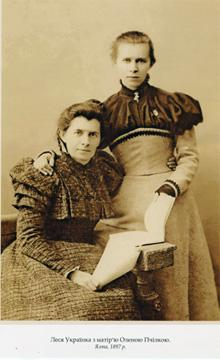 Леся Українка з матір'ю Оленою Пчілкою.
Ялта, 1897 р.